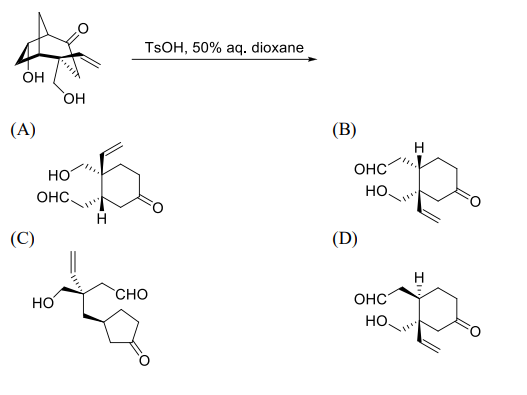 O
TsOH, 50% aq. dioxane
OH
OH
(A)
(B)
HO
OHC
H
O
H
OHC
HO
O
(C)
(D)
HO
CHO
O
H
OHC
HO
O